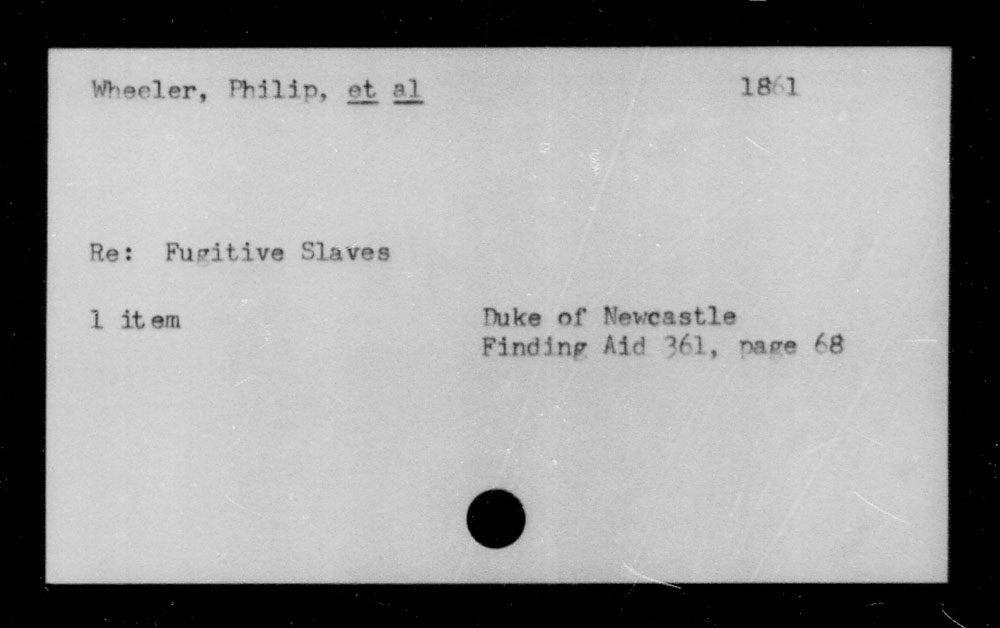 Wheeler, Philip, et al 1861
Re: Fugitive Slaves
1 item
Duke of Newcastle
Finding Aid 361, page 68